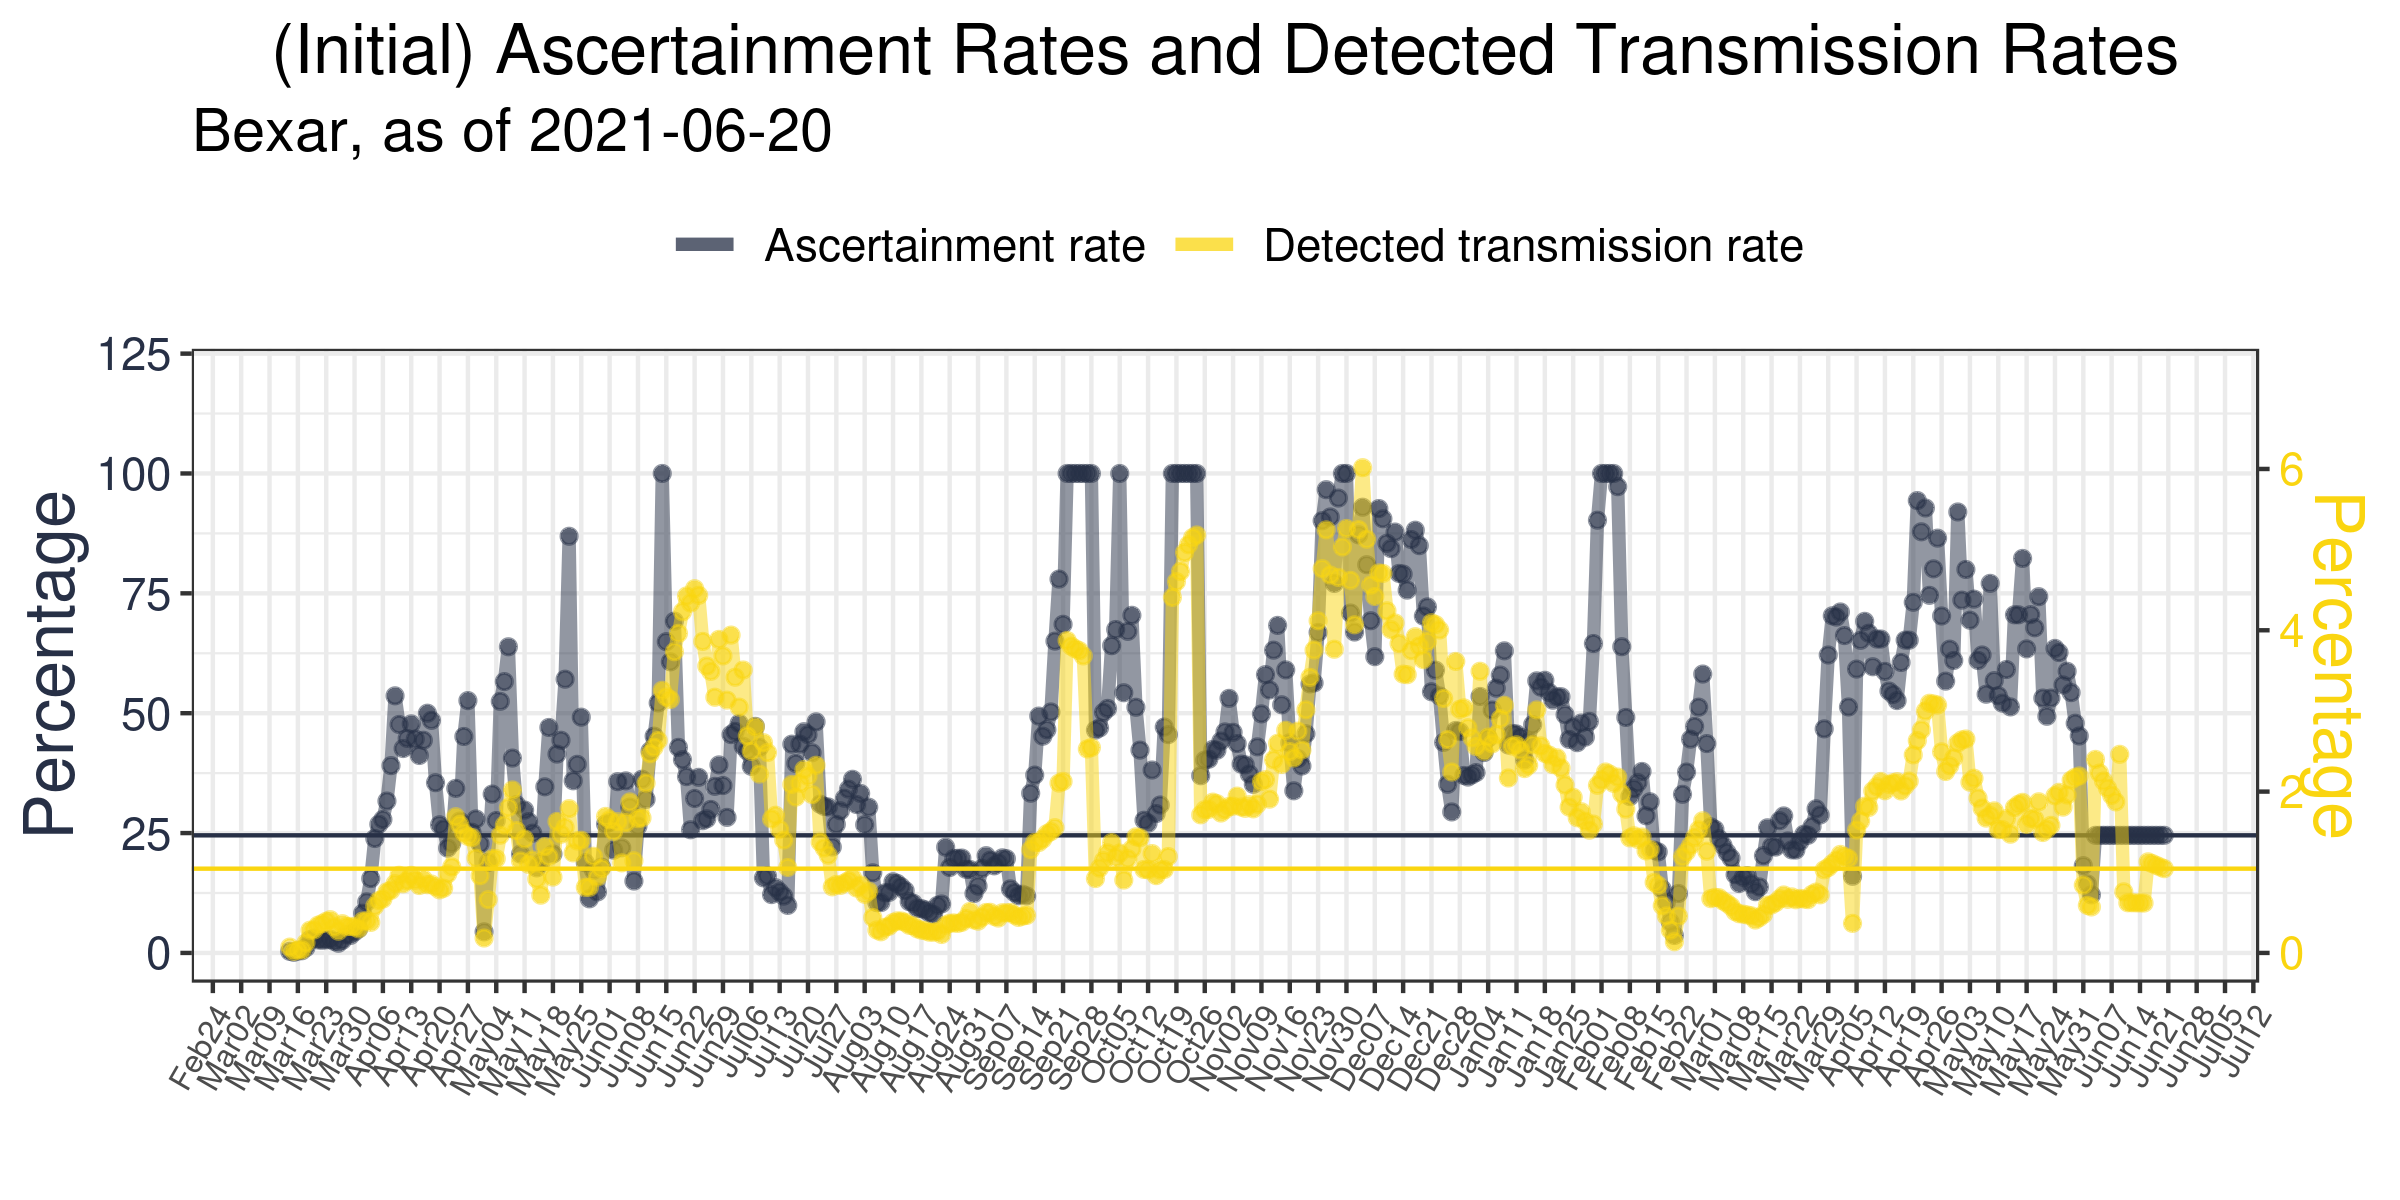 (Initial) Ascertainment Rates and Detected Transmission Rates
Bexar, as of 2021-06-20
Ascertainment rate
Detected transmission rate
125
100
75
50
25
0
Percentage
6
4
2
0
Percentage
Feb24
Mar02
Mar09
Mar16
Mar23
Mar30
Apr06
Apr13
Apr20
Apr27
May04
May11
May18
May25
Jun01
Jun08
Jun15
Jun22
Jun29
Jul06
Jul13
Jul20
Jul27
Aug03
Aug10
Aug17
Aug24
Aug31
Sep07
Sep14
Sep21
Sep28
Oct05
Oct12
Oct19
Oct26
Nov02
Nov09
Nov16
Nov23
Nov30
Dec07
Dec14
Dec21
Dec28
Jan04
Jan11
Jan18
Jan25
Feb01
Feb08
Feb15
Feb22
Mar01
Mar08
Mar15
Mar22
Mar29
Apr05
Apr12
Apr19
Apr26
May03
May10
May17
May24
May31
Jun07
Jun14
Jun21
Jun28
Jul05
Jul12